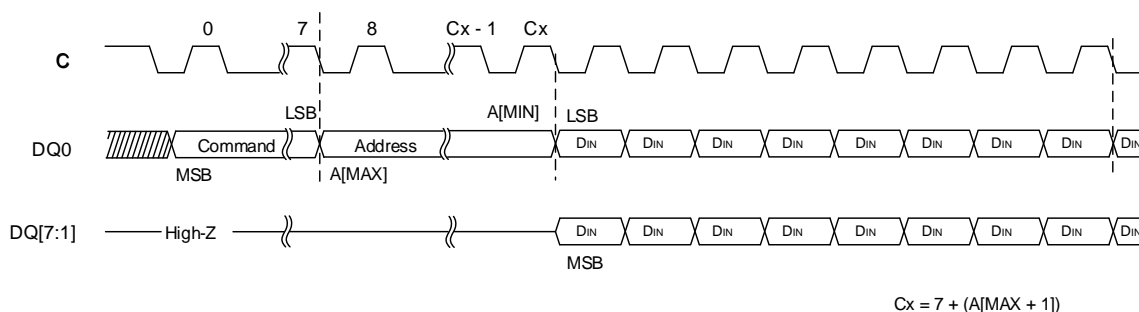 0 7 8 Cx - 1 Cx
C
LSB A[MIN] LSB
DQ0 Command Address DIN DIN DIN DIN DIN DIN DIN DIN DIN
MSB A[MAX]
DQ[7:1] High-Z DIN DIN DIN DIN DIN DIN DIN DIN DIN
MSB
Cx = 7 + (A[MAX + 1])